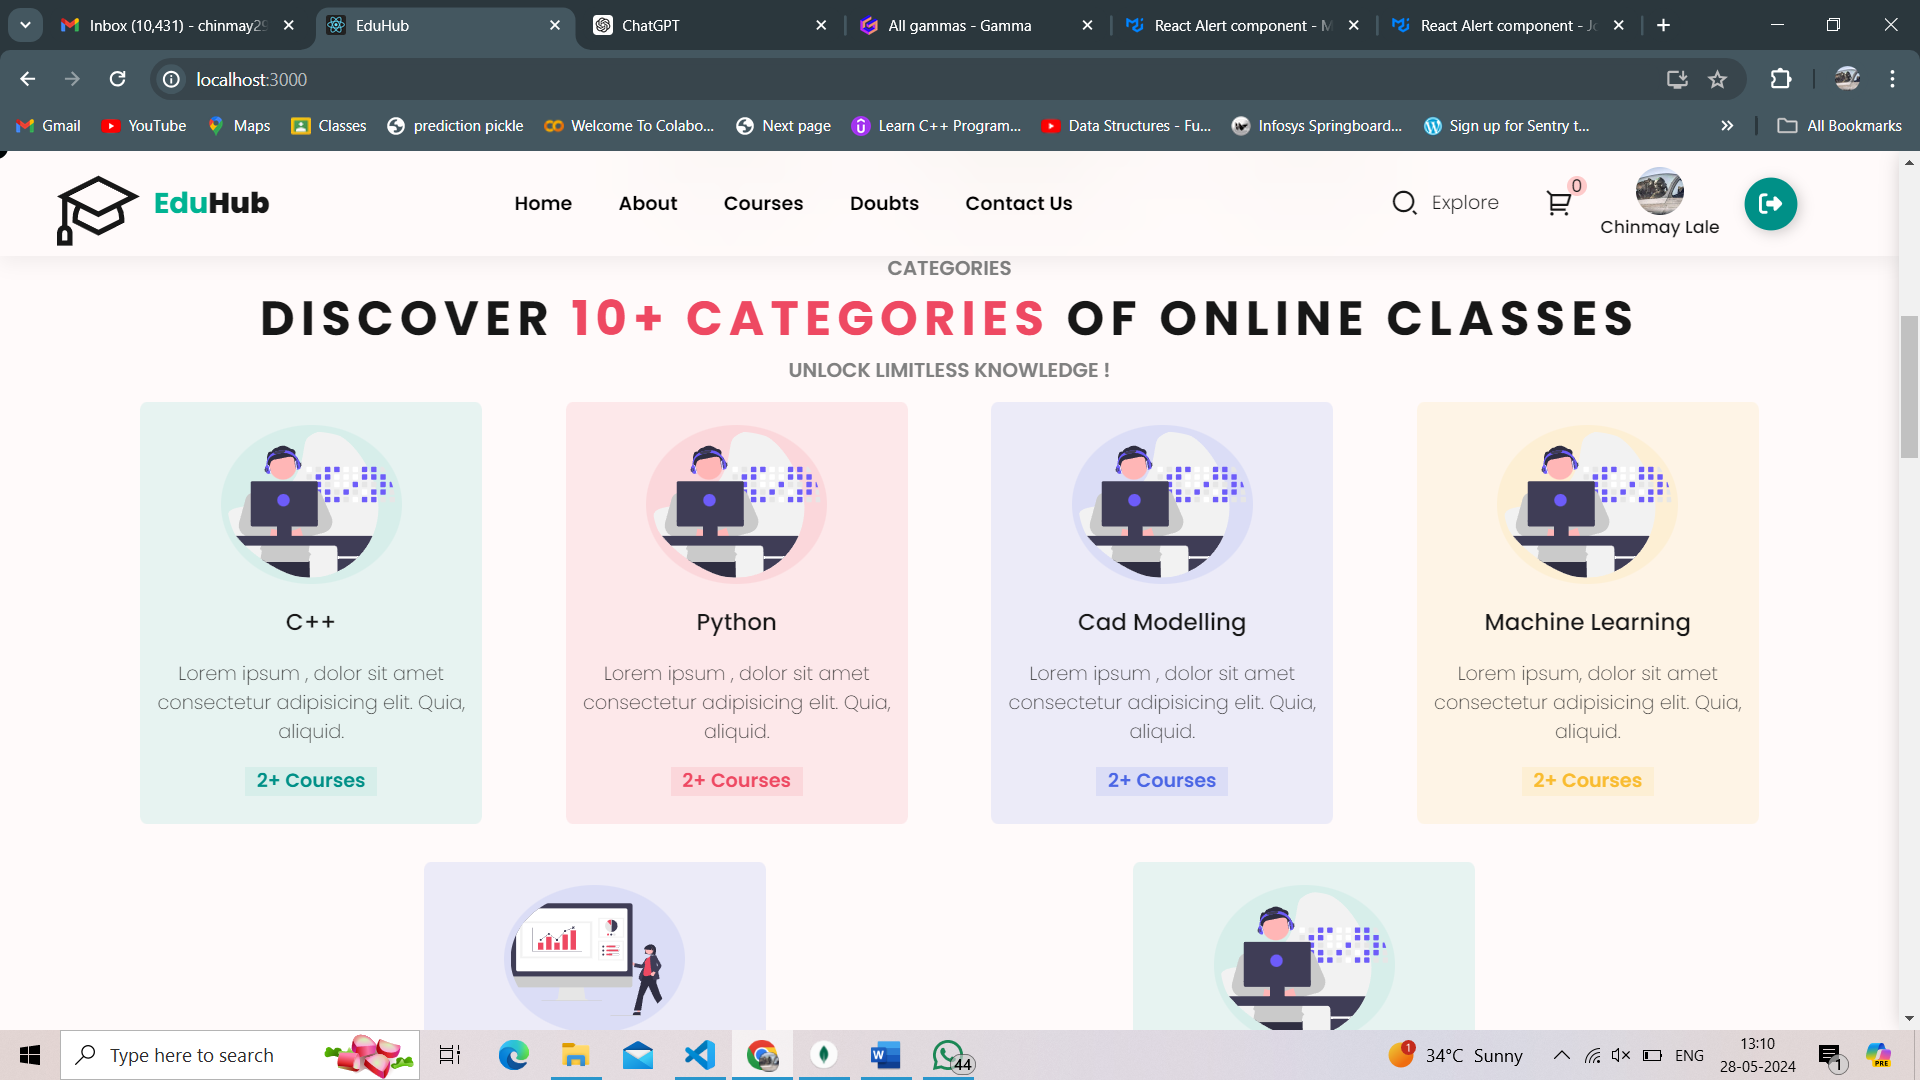 Inbox (10,431) - chinmay29
EduHub
ChatGPT
All gammas - Gamma
React Alert component - M
React Alert component - Jo
localhost:3000
Gmail
YouTube
Maps
Classes
prediction pickle
Welcome To Colabo...
Next page
Learn C++ Program...
Data Structures - Fu...
Infosys Springboard...
Sign up for Sentry t...
All Bookmarks
EduHub
Home
About
Courses
Doubts
Contact Us
Explore
0
Chinmay Lale
CATEGORIES
DISCOVER 10+ CATEGORIES OF ONLINE CLASSES
UNLOCK LIMITLESS KNOWLEDGE !
C++
Lorem ipsum , dolor sit amet
consectetur adipisicing elit. Quia,
aliquid.
2+ Courses
Python
Lorem ipsum , dolor sit amet
consectetur adipisicing elit. Quia,
aliquid.
2+ Courses
Cad Modelling
Lorem ipsum , dolor sit amet
consectetur adipisicing elit. Quia,
aliquid.
2+ Courses
Machine Learning
Lorem ipsum, dolor sit amet
consectetur adipisicing elit. Quia,
aliquid.
2+ Courses
Type here to search
44
1
34°C Sunny
ENG
13:10
28-05-2024
1
PRE